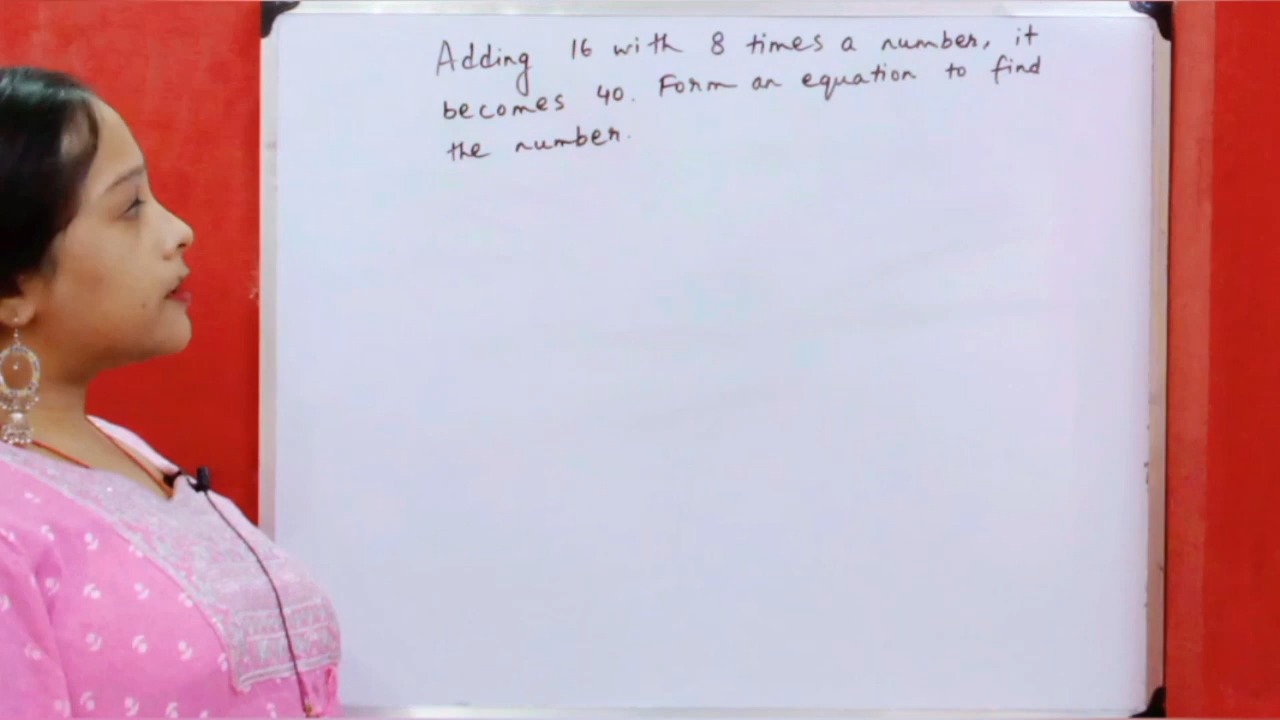 Adding 16 with 8 times a number, it
becomes 40. Form an equation to find
the number.